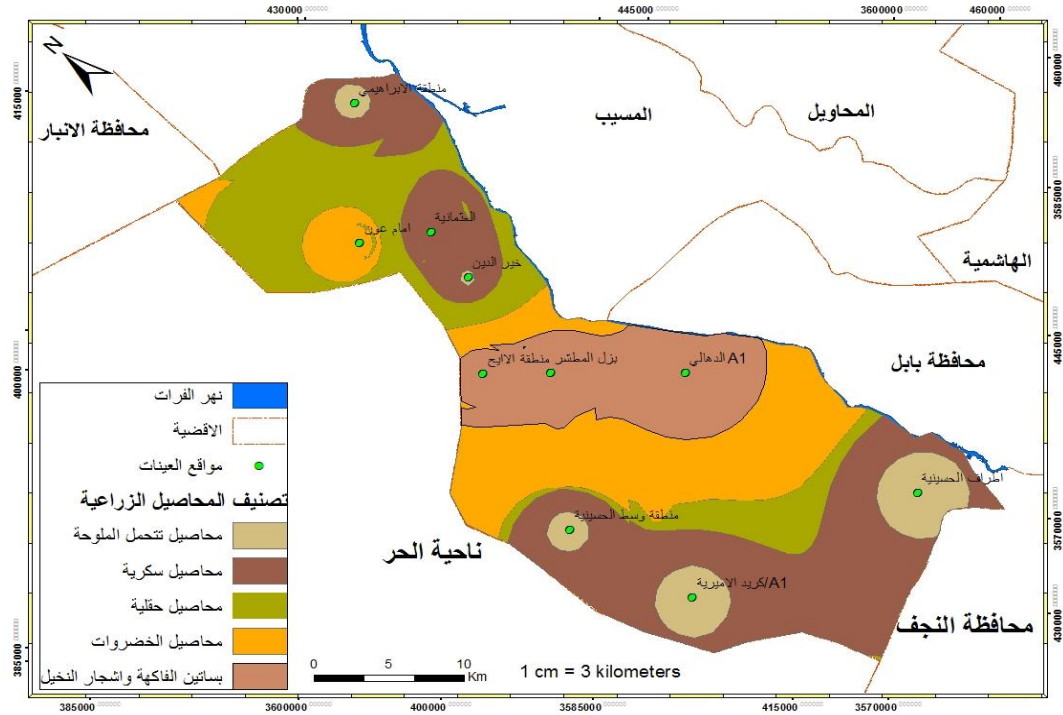 430000 445000 3660000 460000
N
415000
460000
محافظة الانبار
منطقة الابراهيمي
المسيب
المحاويل
3585000
العثمانية
امام عون
خير الدين
الهاشمية
محافظة بابل
445000
400000
منطقة الاايج
بزل المطشر
الدهالي A1
اطراف الحسينية
منطقة وسط الحسينية
3570000
ناحية الحر
كريد الاميرية/A1
محافظة النجف
430000
385000
نهر الفرات
الاقضية
مواقع العينات
تصنيف المحاصيل الزراعية
محاصيل تتحمل الملوحة
محاصيل سكرية
محاصيل حقلية
محاصيل الخضروات
بساتين الفاكهة واشجار النخيل
0 5 10
Km
1 cm = 3 kilometers
385000 3600000 400000 3585000 415000 3570000